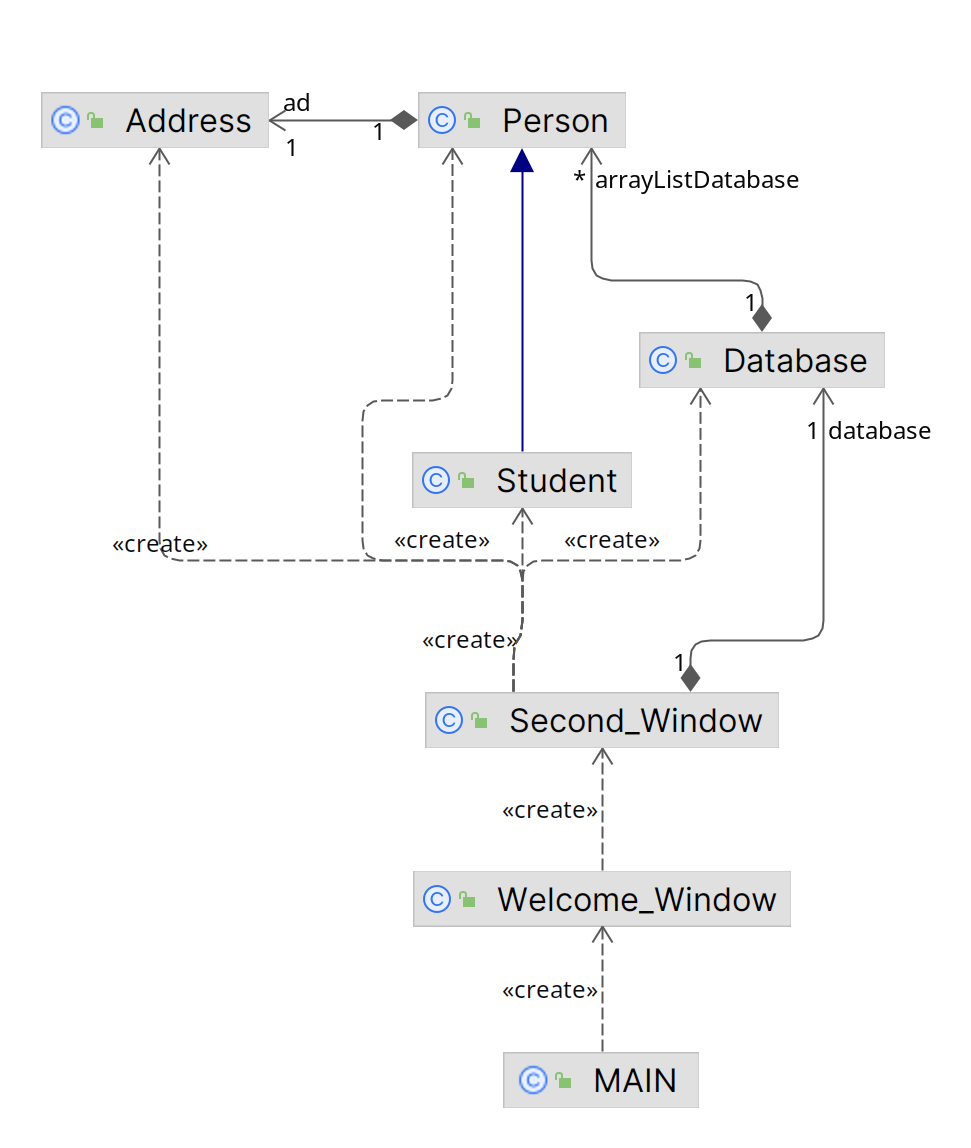 ad
© Address
1
1
© Person
* arrayListDatabase
1
© Database
1 database
© Student
«create»
«create»
«create»
«create»
1
© Second_Window
«create»
© Welcome_Window
«create»
© MAIN